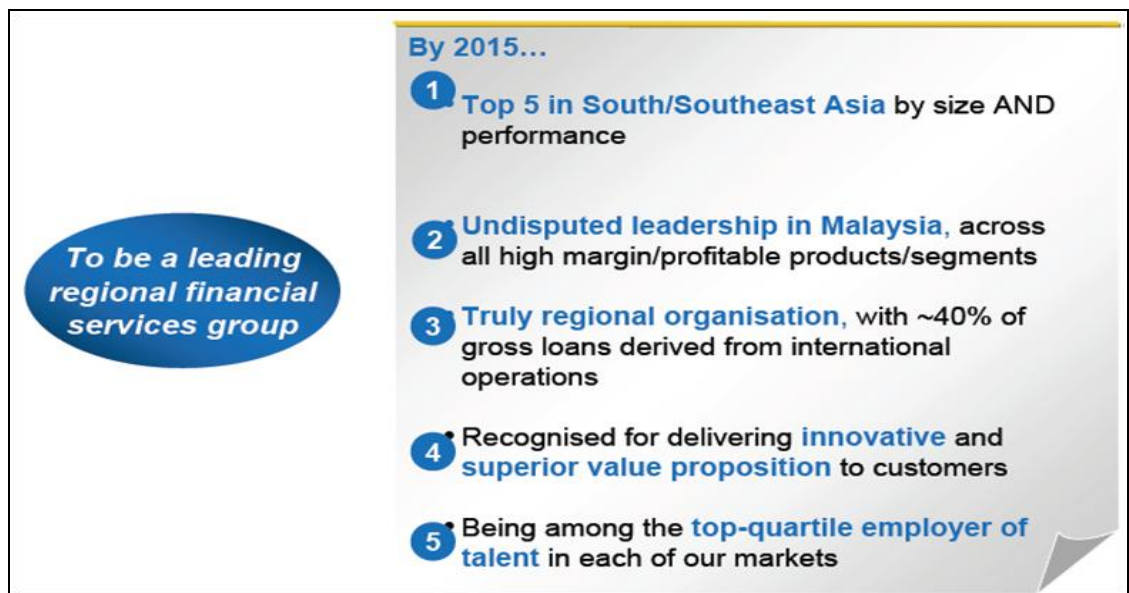 To be a leading
regional financial
services group
By 2015...
1
• Top 5 in South/Southeast Asia by size AND
performance
2
• Undisputed leadership in Malaysia, across
all high margin/profitable products/segments
3
• Truly regional organisation, with ~40% of
gross loans derived from international
operations
4
• Recognised for delivering innovative and
superior value proposition to customers
5
• Being among the top-quartile employer of
talent in each of our markets